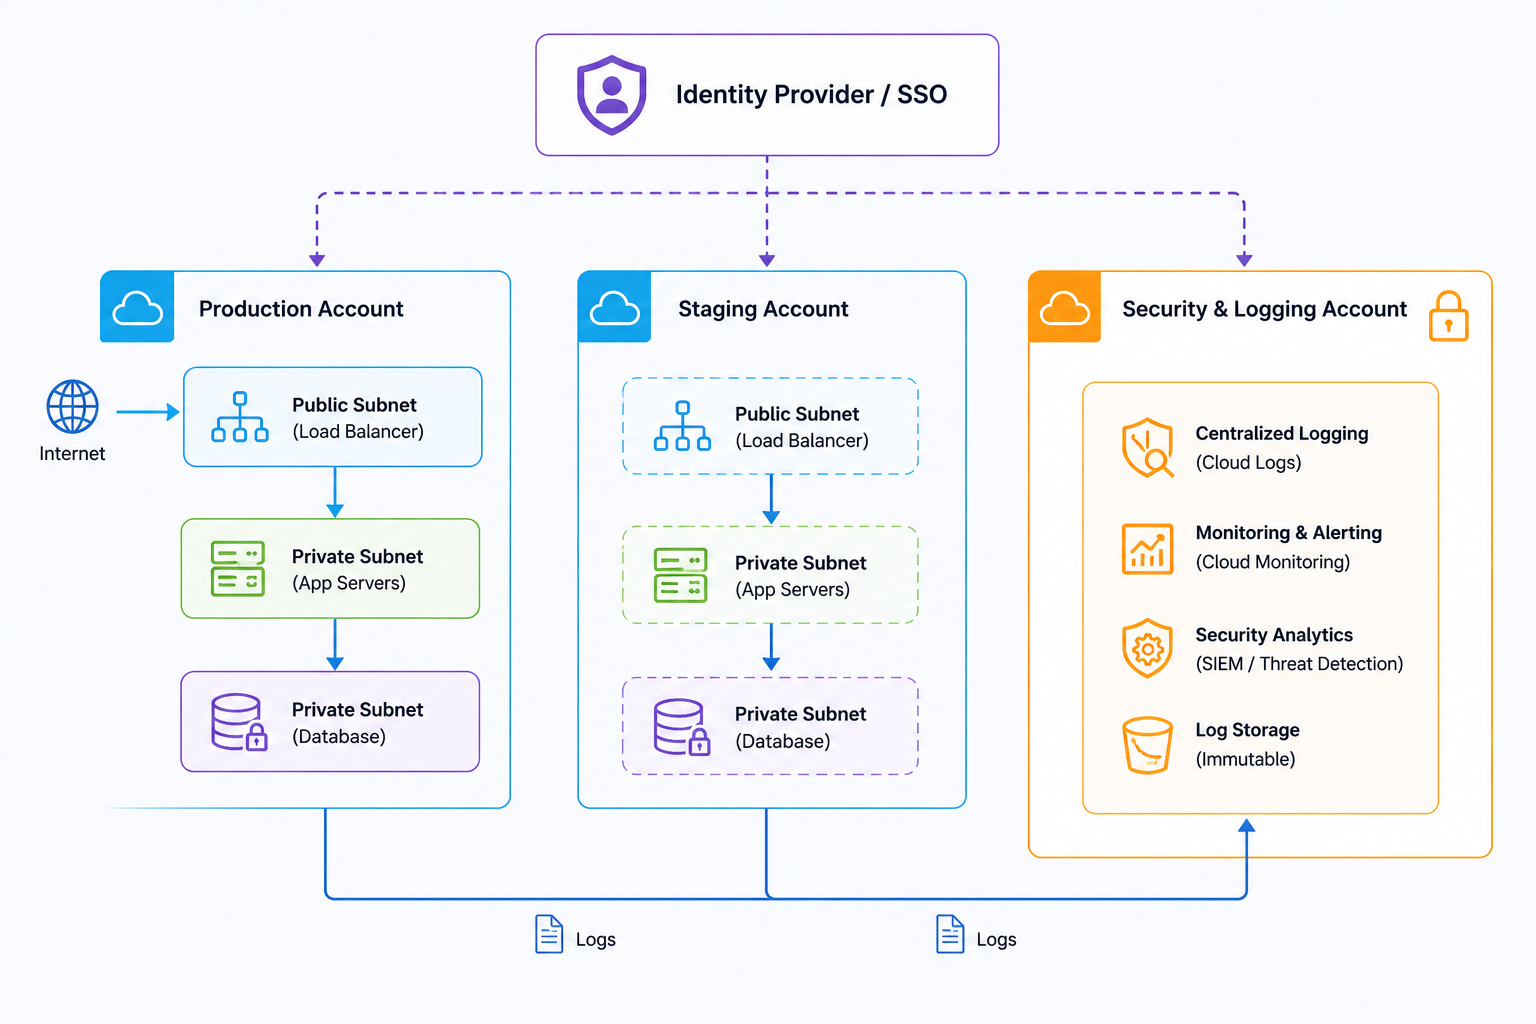 Identity Provider / SSO
Production Account
Internet
Public Subnet
(Load Balancer)
Private Subnet
(App Servers)
Private Subnet
(Database)
Staging Account
Public Subnet
(Load Balancer)
Private Subnet
(App Servers)
Private Subnet
(Database)
Security & Logging Account
Centralized Logging
(Cloud Logs)
Monitoring & Alerting
(Cloud Monitoring)
Security Analytics
(SIEM / Threat Detection)
Log Storage
(Immutable)
Logs
Logs